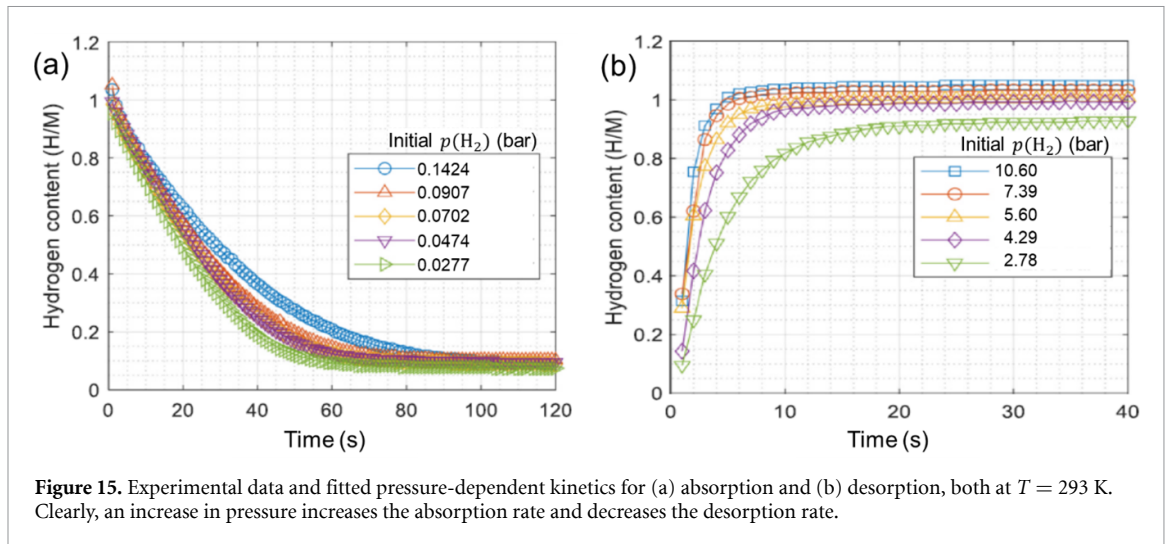 (a)
1.2
1
0.8
0.6
0.4
0.2
0
Hydrogen content (H/M)
0 20 40 60 80 100 120
Time (s)
Initial p(H₂) (bar)
0.1424
0.0907
0.0702
0.0474
0.0277
(b)
1.2
1
0.8
0.6
0.4
0.2
0
Hydrogen content (H/M)
0 10 20 30 40
Time (s)
Initial p(H₂) (bar)
10.60
7.39
5.60
4.29
2.78
Figure 15. Experimental data and fitted pressure-dependent kinetics for (a) absorption and (b) desorption, both at T = 293 K.
Clearly, an increase in pressure increases the absorption rate and decreases the desorption rate.